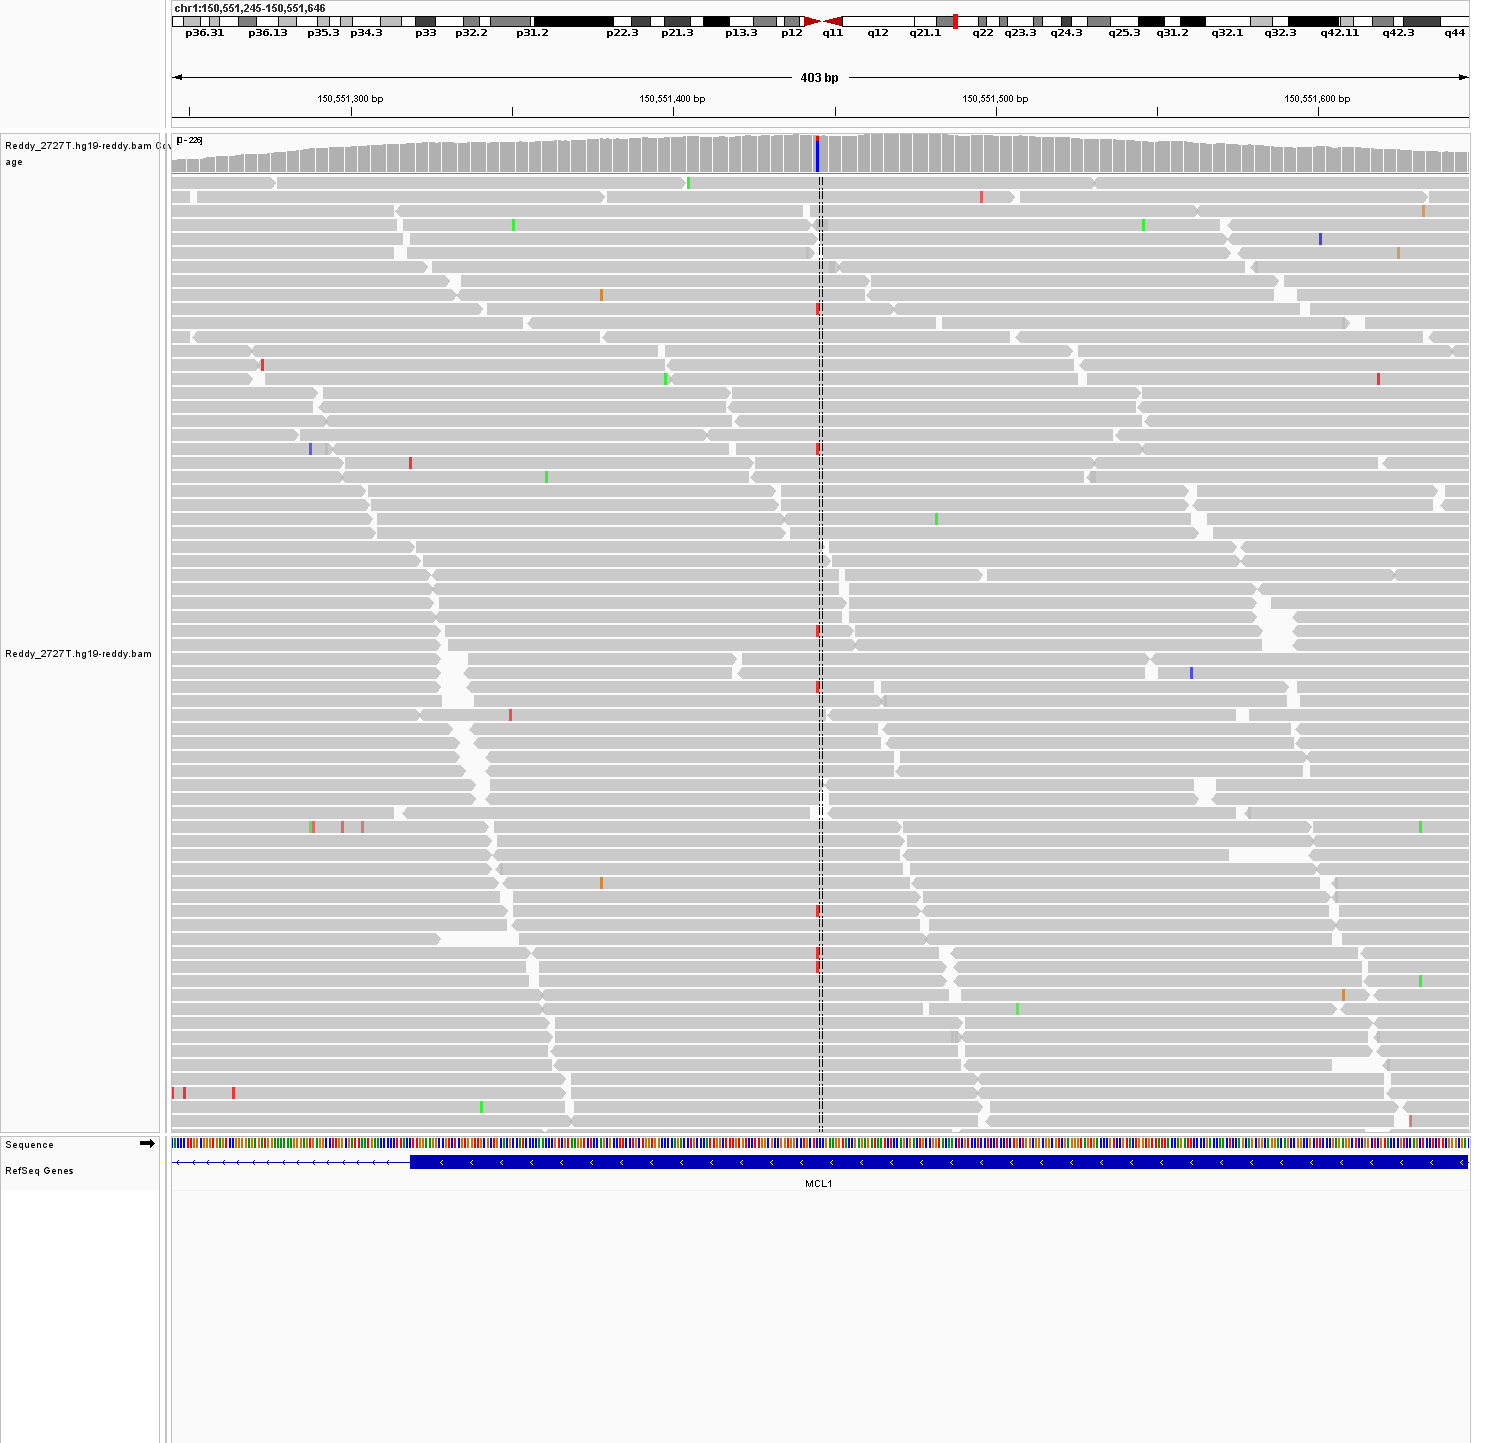 chr1:150,551,245-150,551,646
p36.31 p36.13 p35.3 p34.3 p33 p32.2 p31.2 p22.3 p21.3 p13.3 p12 q11 q12 q21.1 q22 q23.3 q24.3 q25.3 q31.2 q32.1 q32.3 q42.11 q42.3 q44
403 bp
150,551,300 bp 150,551,400 bp 150,551,500 bp 150,551,600 bp
[0 - 226]
Reddy_2727T.hg19-reddy.bam Cov
age
Reddy_2727T.hg19-reddy.bam
Sequence
RefSeq Genes
MCL1